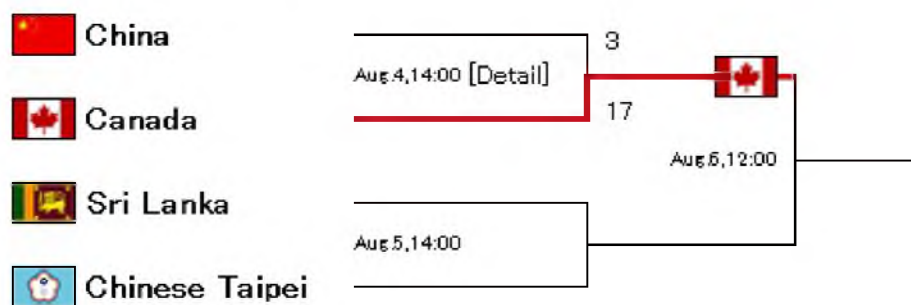 China
3
Aug.4,14:00 [Detail]
Canada
17
Aug.6,12:00
Sri Lanka
Aug.5,14:00
Chinese Taipei